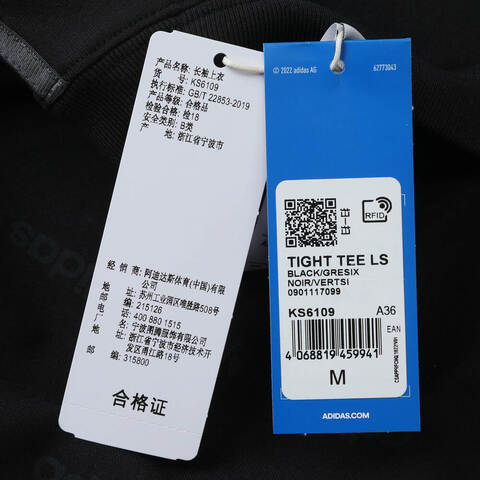 产品名称: 长袖上衣
货 号: KS6109
执行标准: GB/T 22853-2019
产品等级: 合格品
检验合格: 检18
安全类别: B类
产 地: 浙江省宁波市
经 销 商: 阿迪达斯体育(中国)有限
公司
地 址: 苏州工业园区唯胜路508号
邮 编: 215126
电 话: 400 880 1515
厂 名: 宁波图腾服饰有限公司
地 址: 浙江省宁波市经济技术开
发区甬江路18号
邮 编: 315800
合格证
© 2022 adidas AG
62773043
RFID
TIGHT TEE LS
BLACK/GRESIX
NOIR/VERTSI
0901117099
KS6109 A36
EAN
4 068819 459941
M
ADIDAS.COM